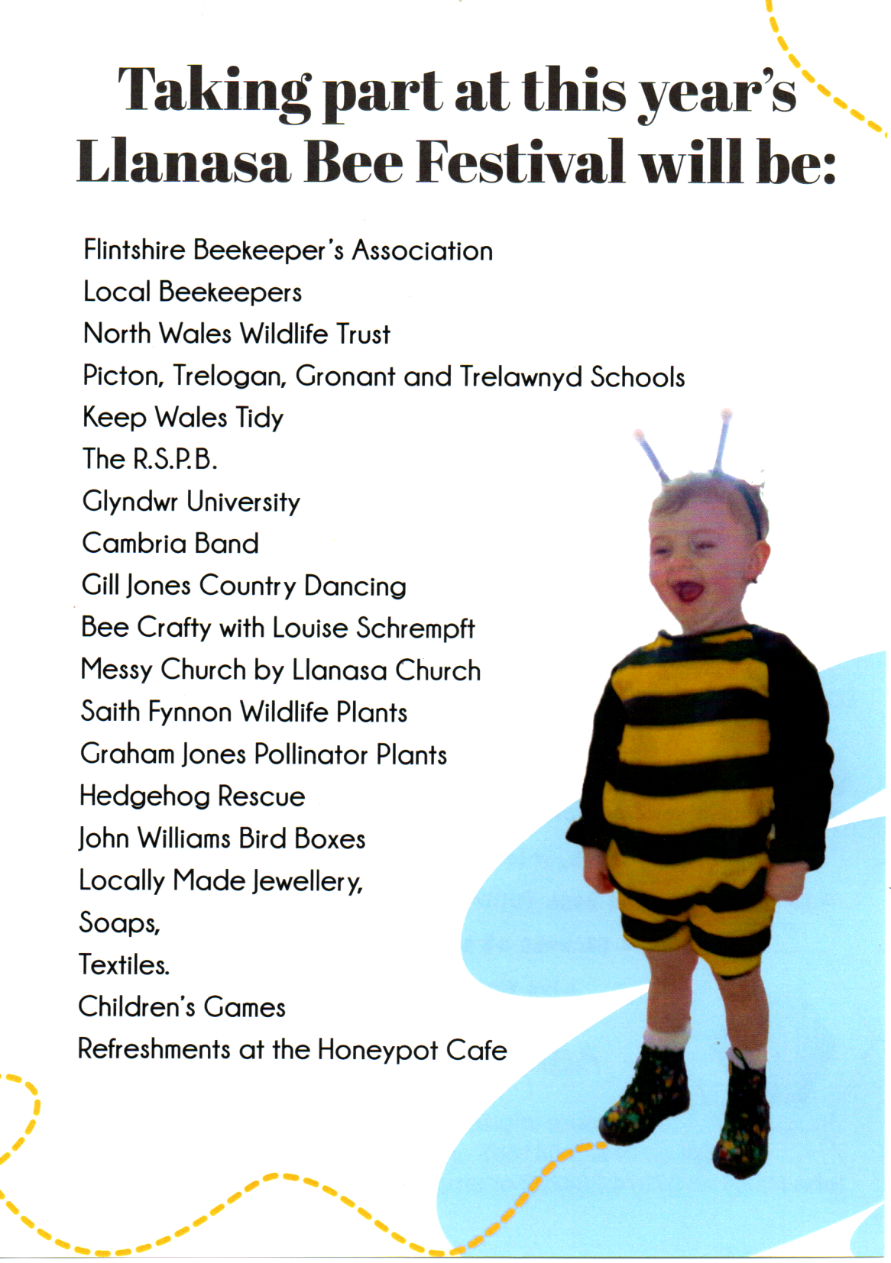 Taking part at this year's
Llanasa Bee Festival will be:
Flintshire Beekeeper's Association
Local Beekeepers
North Wales Wildlife Trust
Picton, Trelogan, Gronant and Trelawnyd Schools
Keep Wales Tidy
The R.S.P.B.
Glyndwr University
Cambria Band
Gill Jones Country Dancing
Bee Crafty with Louise Schrempft
Messy Church by Llanasa Church
Saith Fynnon Wildlife Plants
Graham Jones Pollinator Plants
Hedgehog Rescue
John Williams Bird Boxes
Locally Made Jewellery,
Soaps,
Textiles.
Children's Games
Refreshments at the Honeypot Cafe